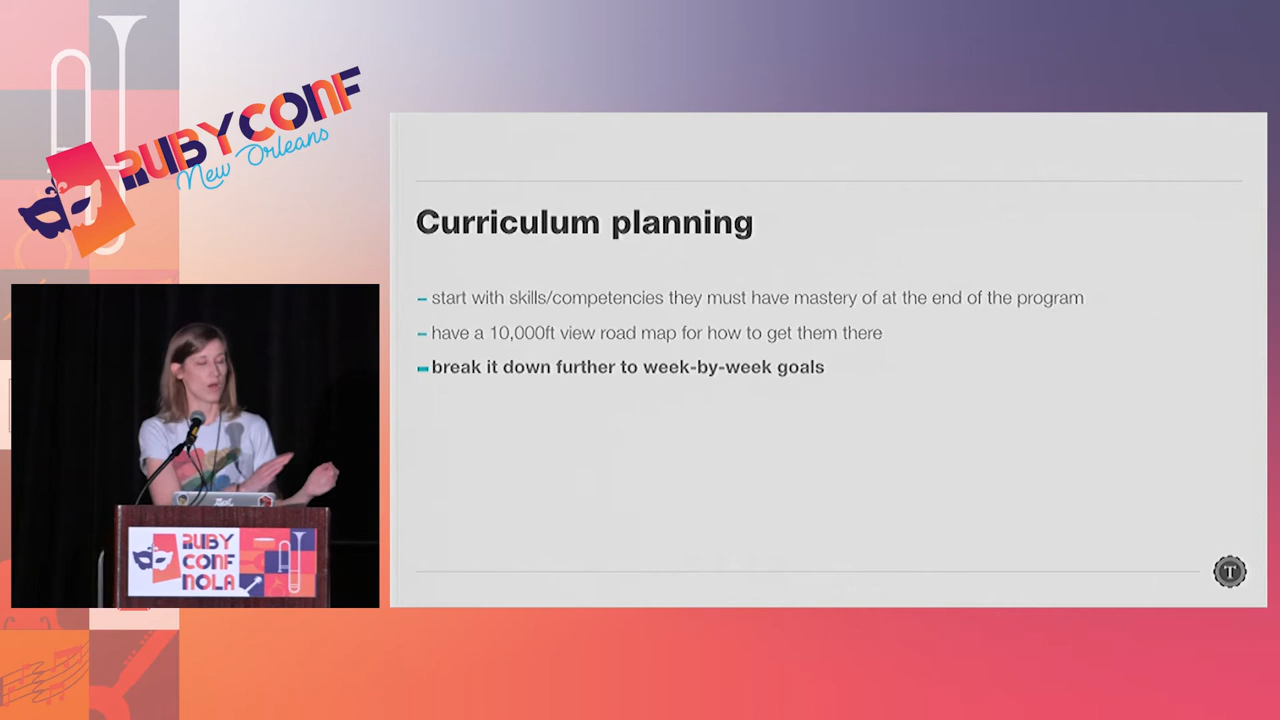 RUBYCONF
New Orleans
Curriculum planning
– start with skills/competencies they must have mastery of at the end of the program
– have a 10,000ft view road map for how to get them there
– break it down further to week-by-week goals
T
RUBY
CONF
NOLA